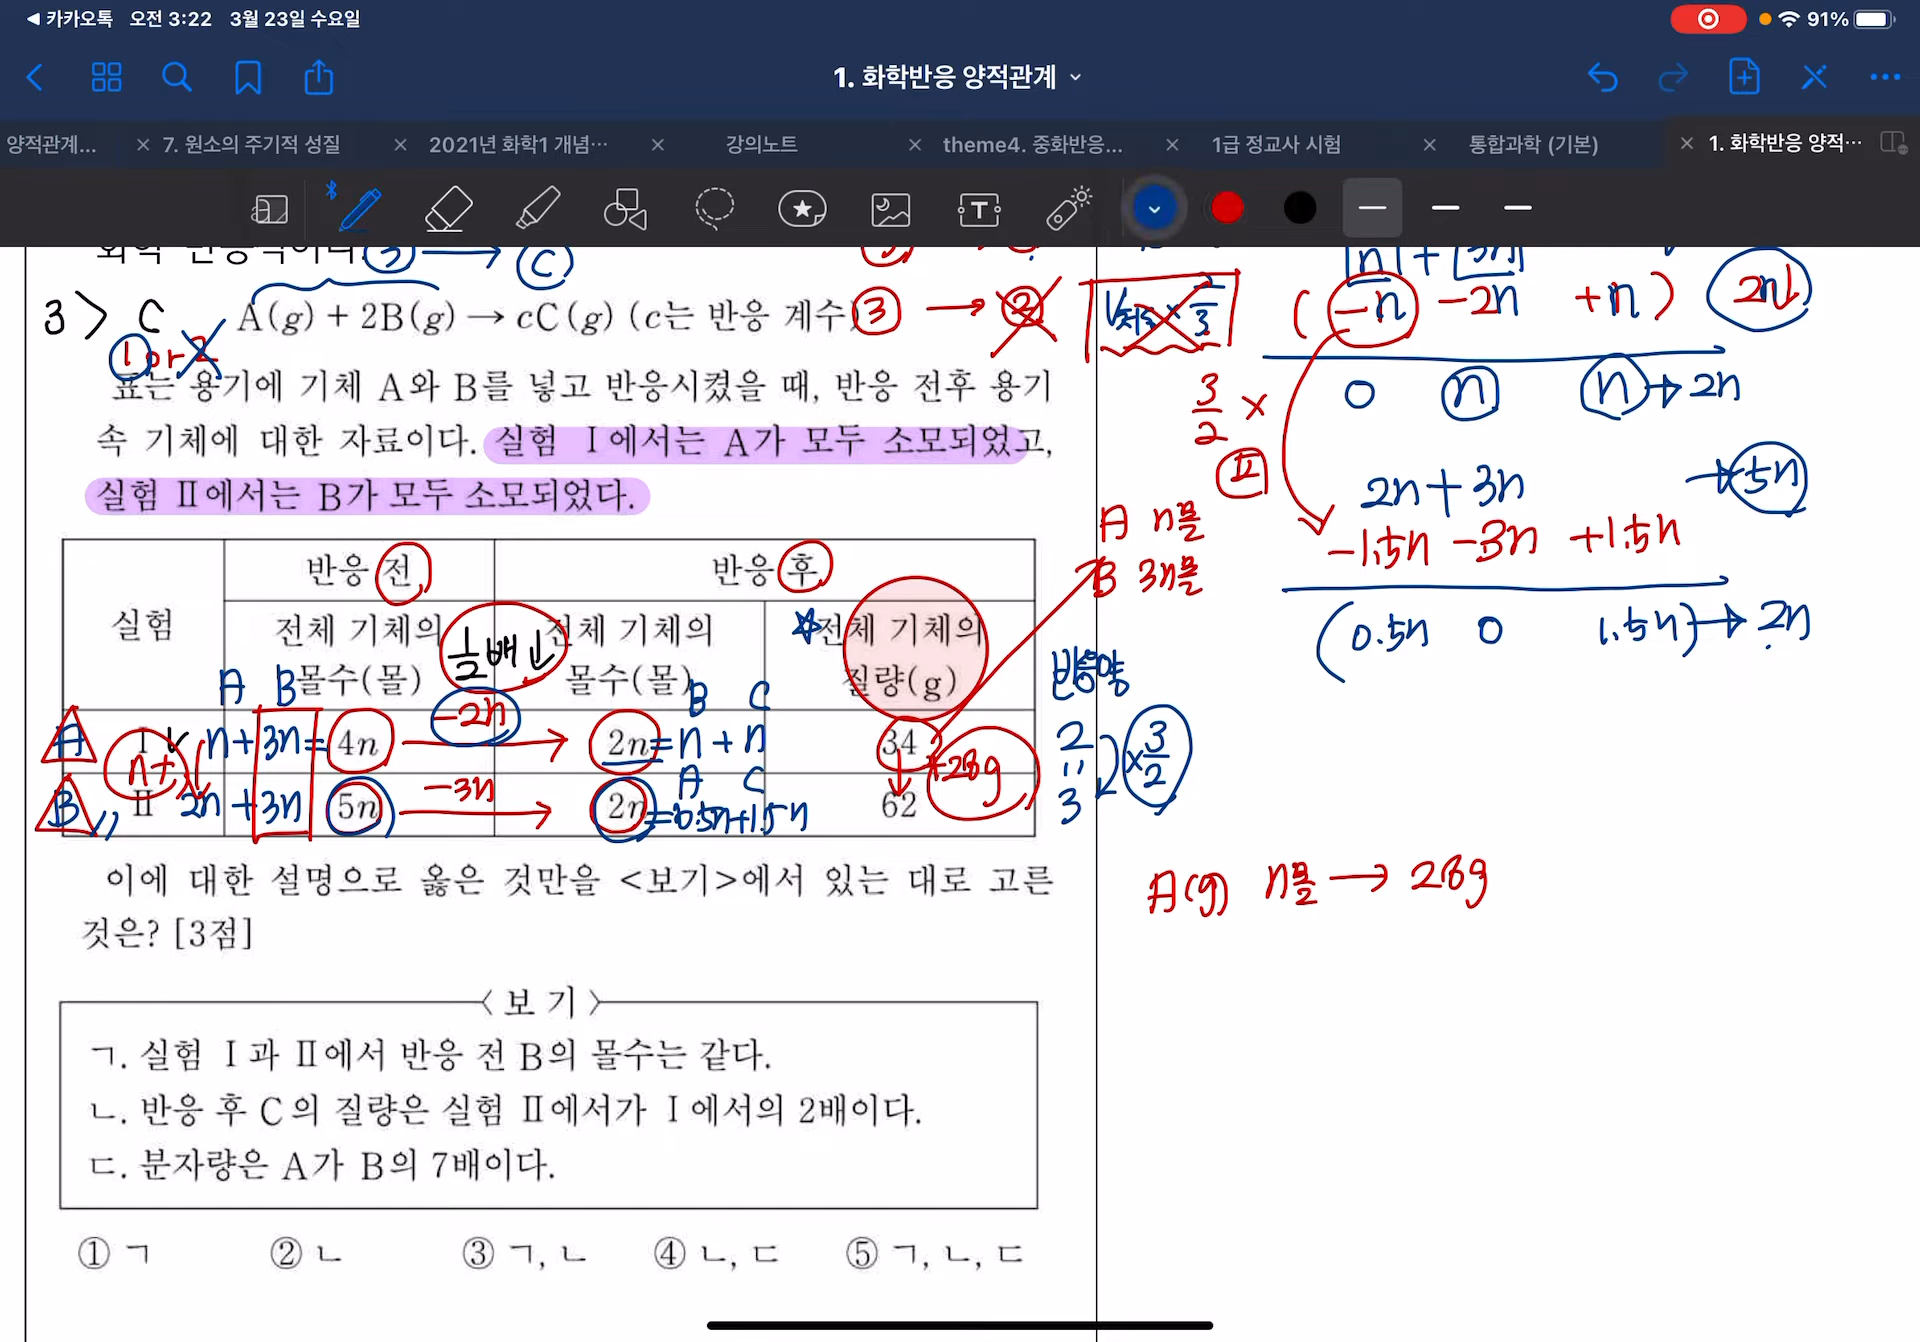 ◀ 카카오톡 오전 3:22 3월 23일 수요일 91%
1. 화학반응 양적관계
양적관계... 7. 원소의 주기적 성질 2021년 화학1 개념... 강의노트 theme4. 중화반응... 1급 정교사 시험 통합과학 (기본) 1. 화학반응 양적...
③ → ⓒ
3 > C
1 or 2
A(g) + 2B(g) → cC(g) (c는 반응 계수)
③ → ②
표는 용기에 기체 A와 B를 넣고 반응시켰을 때, 반응 전후 용기
속 기체에 대한 자료이다. 실험 Ⅰ에서는 A가 모두 소모되었고,
실험 Ⅱ에서는 B가 모두 소모되었다.
실험 반응 전 반응 후
전체 기체의 몰수(몰) 전체 기체의 몰수(몰) 전체 기체의 질량(g)
A B B C
A Ⅰ n + 3n = 4n -2n → 2n = n + n 34
n+ A C +28g
B Ⅱ 2n + 3n 5n -3n → 2n = 0.5n+1.5n 62
이에 대한 설명으로 옳은 것만을 <보기>에서 있는 대로 고른
것은? [3점]
<보기>
ㄱ. 실험 Ⅰ과 Ⅱ에서 반응 전 B의 몰수는 같다.
ㄴ. 반응 후 C의 질량은 실험 Ⅱ에서가 Ⅰ에서의 2배이다.
ㄷ. 분자량은 A가 B의 7배이다.
① ㄱ ② ㄴ ③ ㄱ, ㄴ ④ ㄴ, ㄷ ⑤ ㄱ, ㄴ, ㄷ
n + 3n
( -n -2n +n ) 2n↓
0 n n → 2n
3/2 ×
Ⅱ
2n + 3n → 5n
-1.5n -3n +1.5n
(0.5n 0 1.5n) → 2n
A n몰
B 3n몰
반응양
2
3
×3/2
A(g) n몰 → 28g